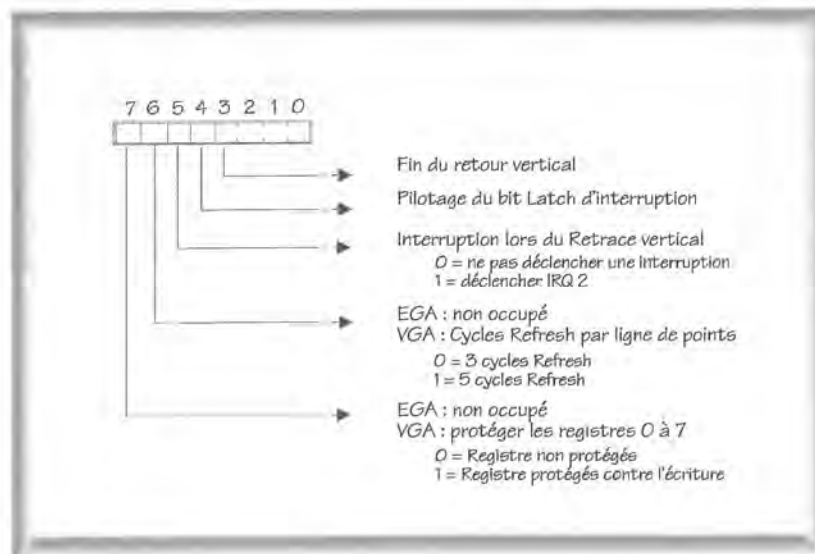 7 6 5 4 3 2 1 0
Fin du retour vertical
Pilotage du bit Latch d'interruption
Interruption lors du Retrace vertical
0 = ne pas déclencher une interruption
1 = déclencher IRQ 2
EGA : non occupé
VGA : Cycles Refresh par ligne de points
0 = 3 cycles Refresh
1 = 5 cycles Refresh
EGA : non occupé
VGA : protéger les registres 0 à 7
0 = Registre non protégés
1 = Registre protégés contre l'écriture